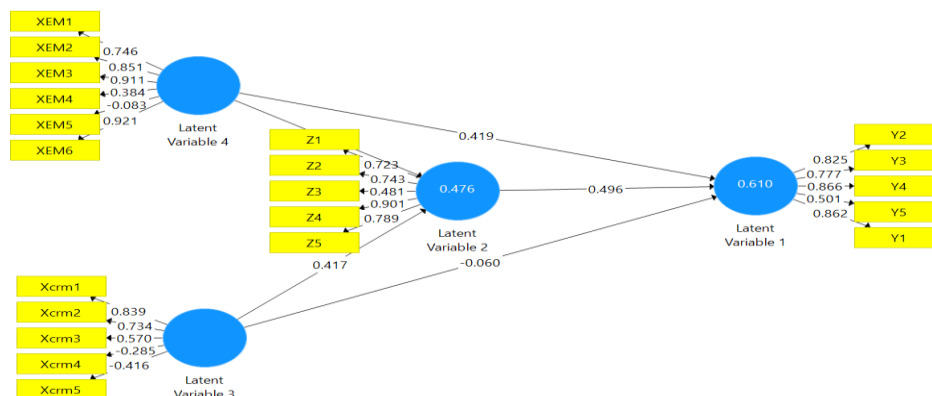 XEM1
XEM2
XEM3
XEM4
XEM5
XEM6
0.746
0.851
0.911
0.384
-0.083
0.921
Latent
Variable 4
Z1
Z2
Z3
Z4
Z5
0.723
0.743
0.481
0.901
0.789
0.476
Latent
Variable 2
0.419
0.496
0.417
-0.060
0.610
Latent
Variable 1
0.825
0.777
0.866
0.501
0.862
Y2
Y3
Y4
Y5
Y1
Xcrm1
Xcrm2
Xcrm3
Xcrm4
Xcrm5
0.839
0.734
0.570
-0.285
-0.416
Latent
Variable 3